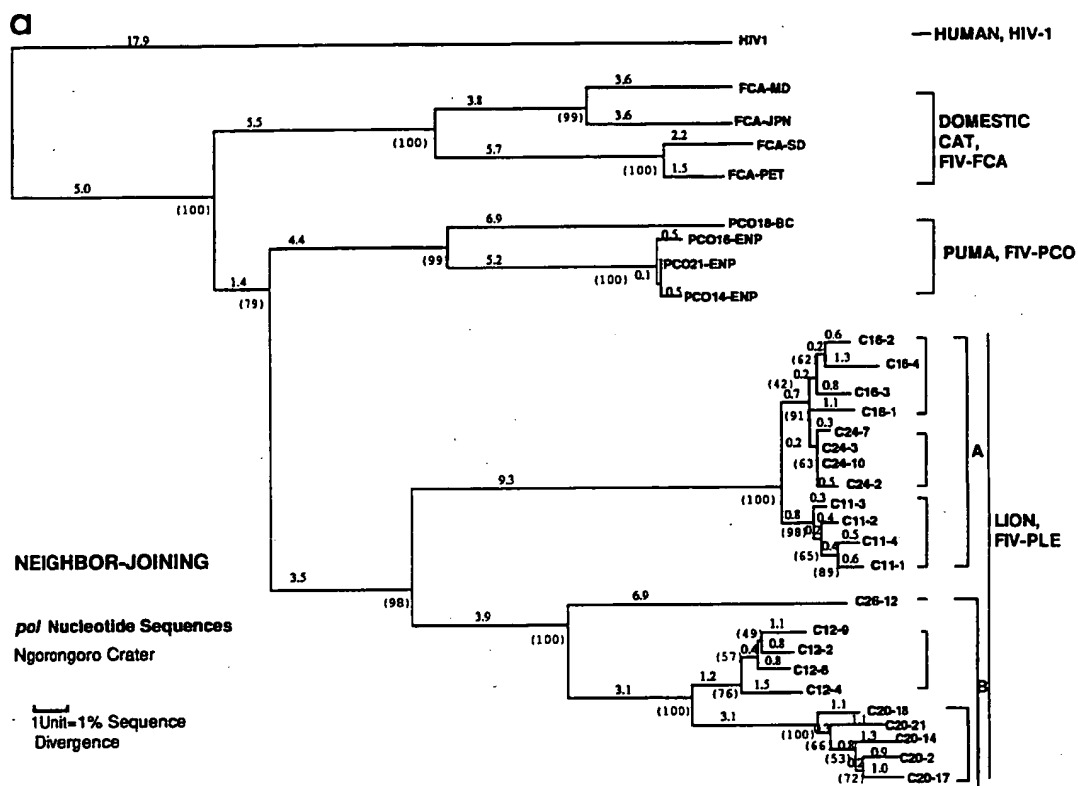 a
17.9
HIV1
HUMAN, HIV-1
3.6
FCA-MD
3.8
(99)
3.6
FCA-JPN
5.5
(100)
2.2
FCA-SD
5.7
(100)
1.5
FCA-PET
DOMESTIC
CAT,
FIV-FCA
5.0
(100)
6.9
PCO18-BC
4.4
(99)
0.5
PCO16-ENP
5.2
(100)
0.1
PCO21-ENP
0.5
PCO14-ENP
PUMA, FIV-PCO
1.4
(79)
0.6
C16-2
0.2
(62)
1.3
C16-4
0.2
(42)
0.8
C16-3
0.7
(91)
1.1
C16-1
0.3
C24-7
0.2
C24-3
(63)
C24-10
0.5
C24-2
A
9.3
(100)
0.3
C11-3
0.8
(98)
0.2
0.4
C11-2
0.5
C11-4
(65)
0.4
0.6
C11-1
(89)
LION,
FIV-PLE
NEIGHBOR-JOINING
3.5
(98)
6.9
C26-12
3.9
(100)
pol Nucleotide Sequences
Ngorongoro Crater
1.1
C12-9
(49)
0.4
0.8
C12-2
(57)
0.8
C12-6
1.2
(76)
1.5
C12-4
B
3.1
(100)
1.1
C20-18
3.1
(100)
C20-21
1.3
C20-14
(66)
0.8
0.9
C20-2
(53)
0.2
1.0
C20-17
(72)
1Unit=1% Sequence
Divergence